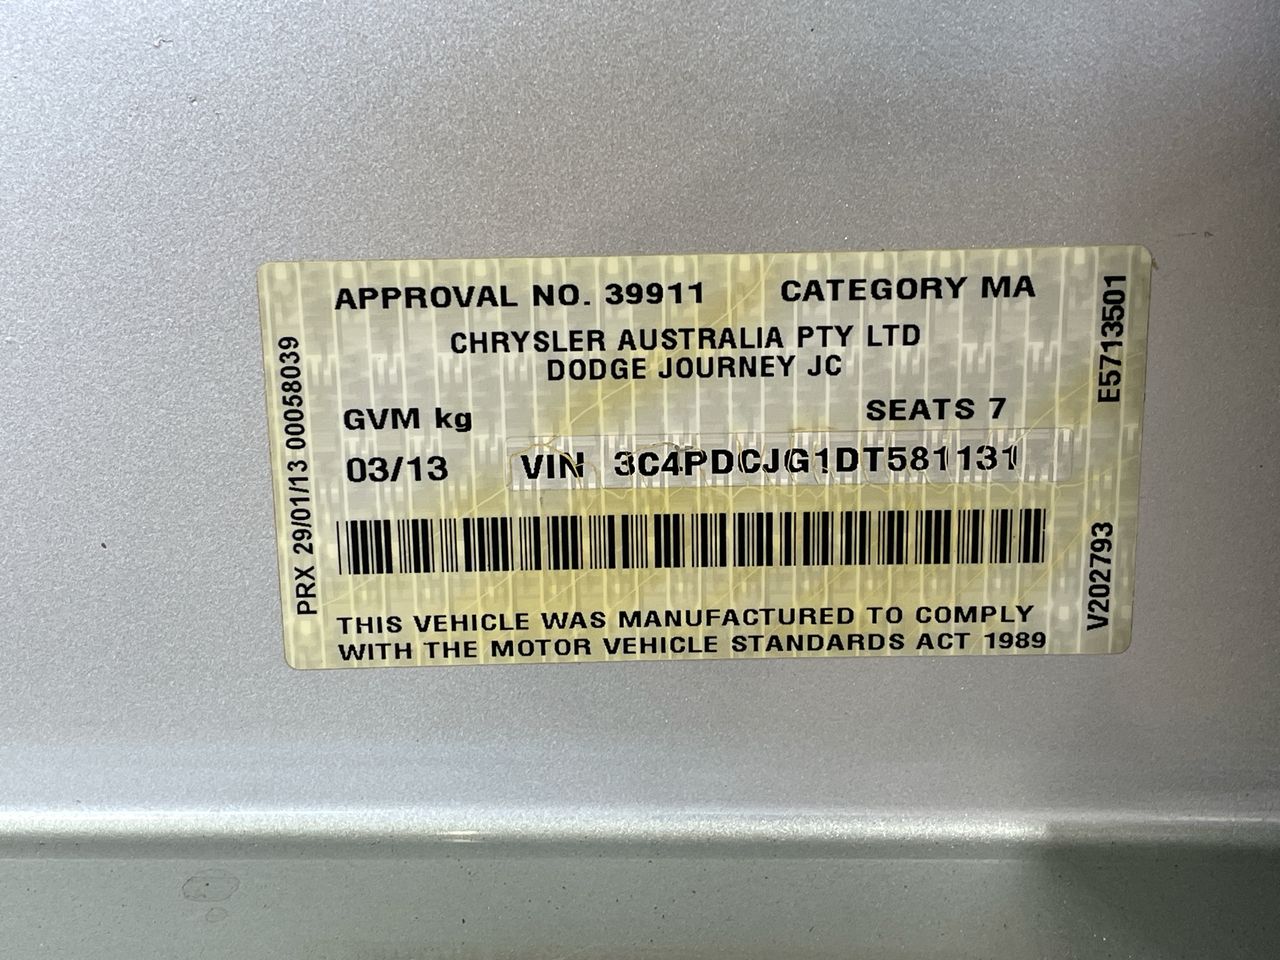 APPROVAL NO. 39911 CATEGORY MA
CHRYSLER AUSTRALIA PTY LTD
DODGE JOURNEY JC
GVM kg SEATS 7
03/13 VIN 3C4PDCJG1DT581131
THIS VEHICLE WAS MANUFACTURED TO COMPLY
WITH THE MOTOR VEHICLE STANDARDS ACT 1989
PRX 29/01/13 00058039
E5713501
V202793